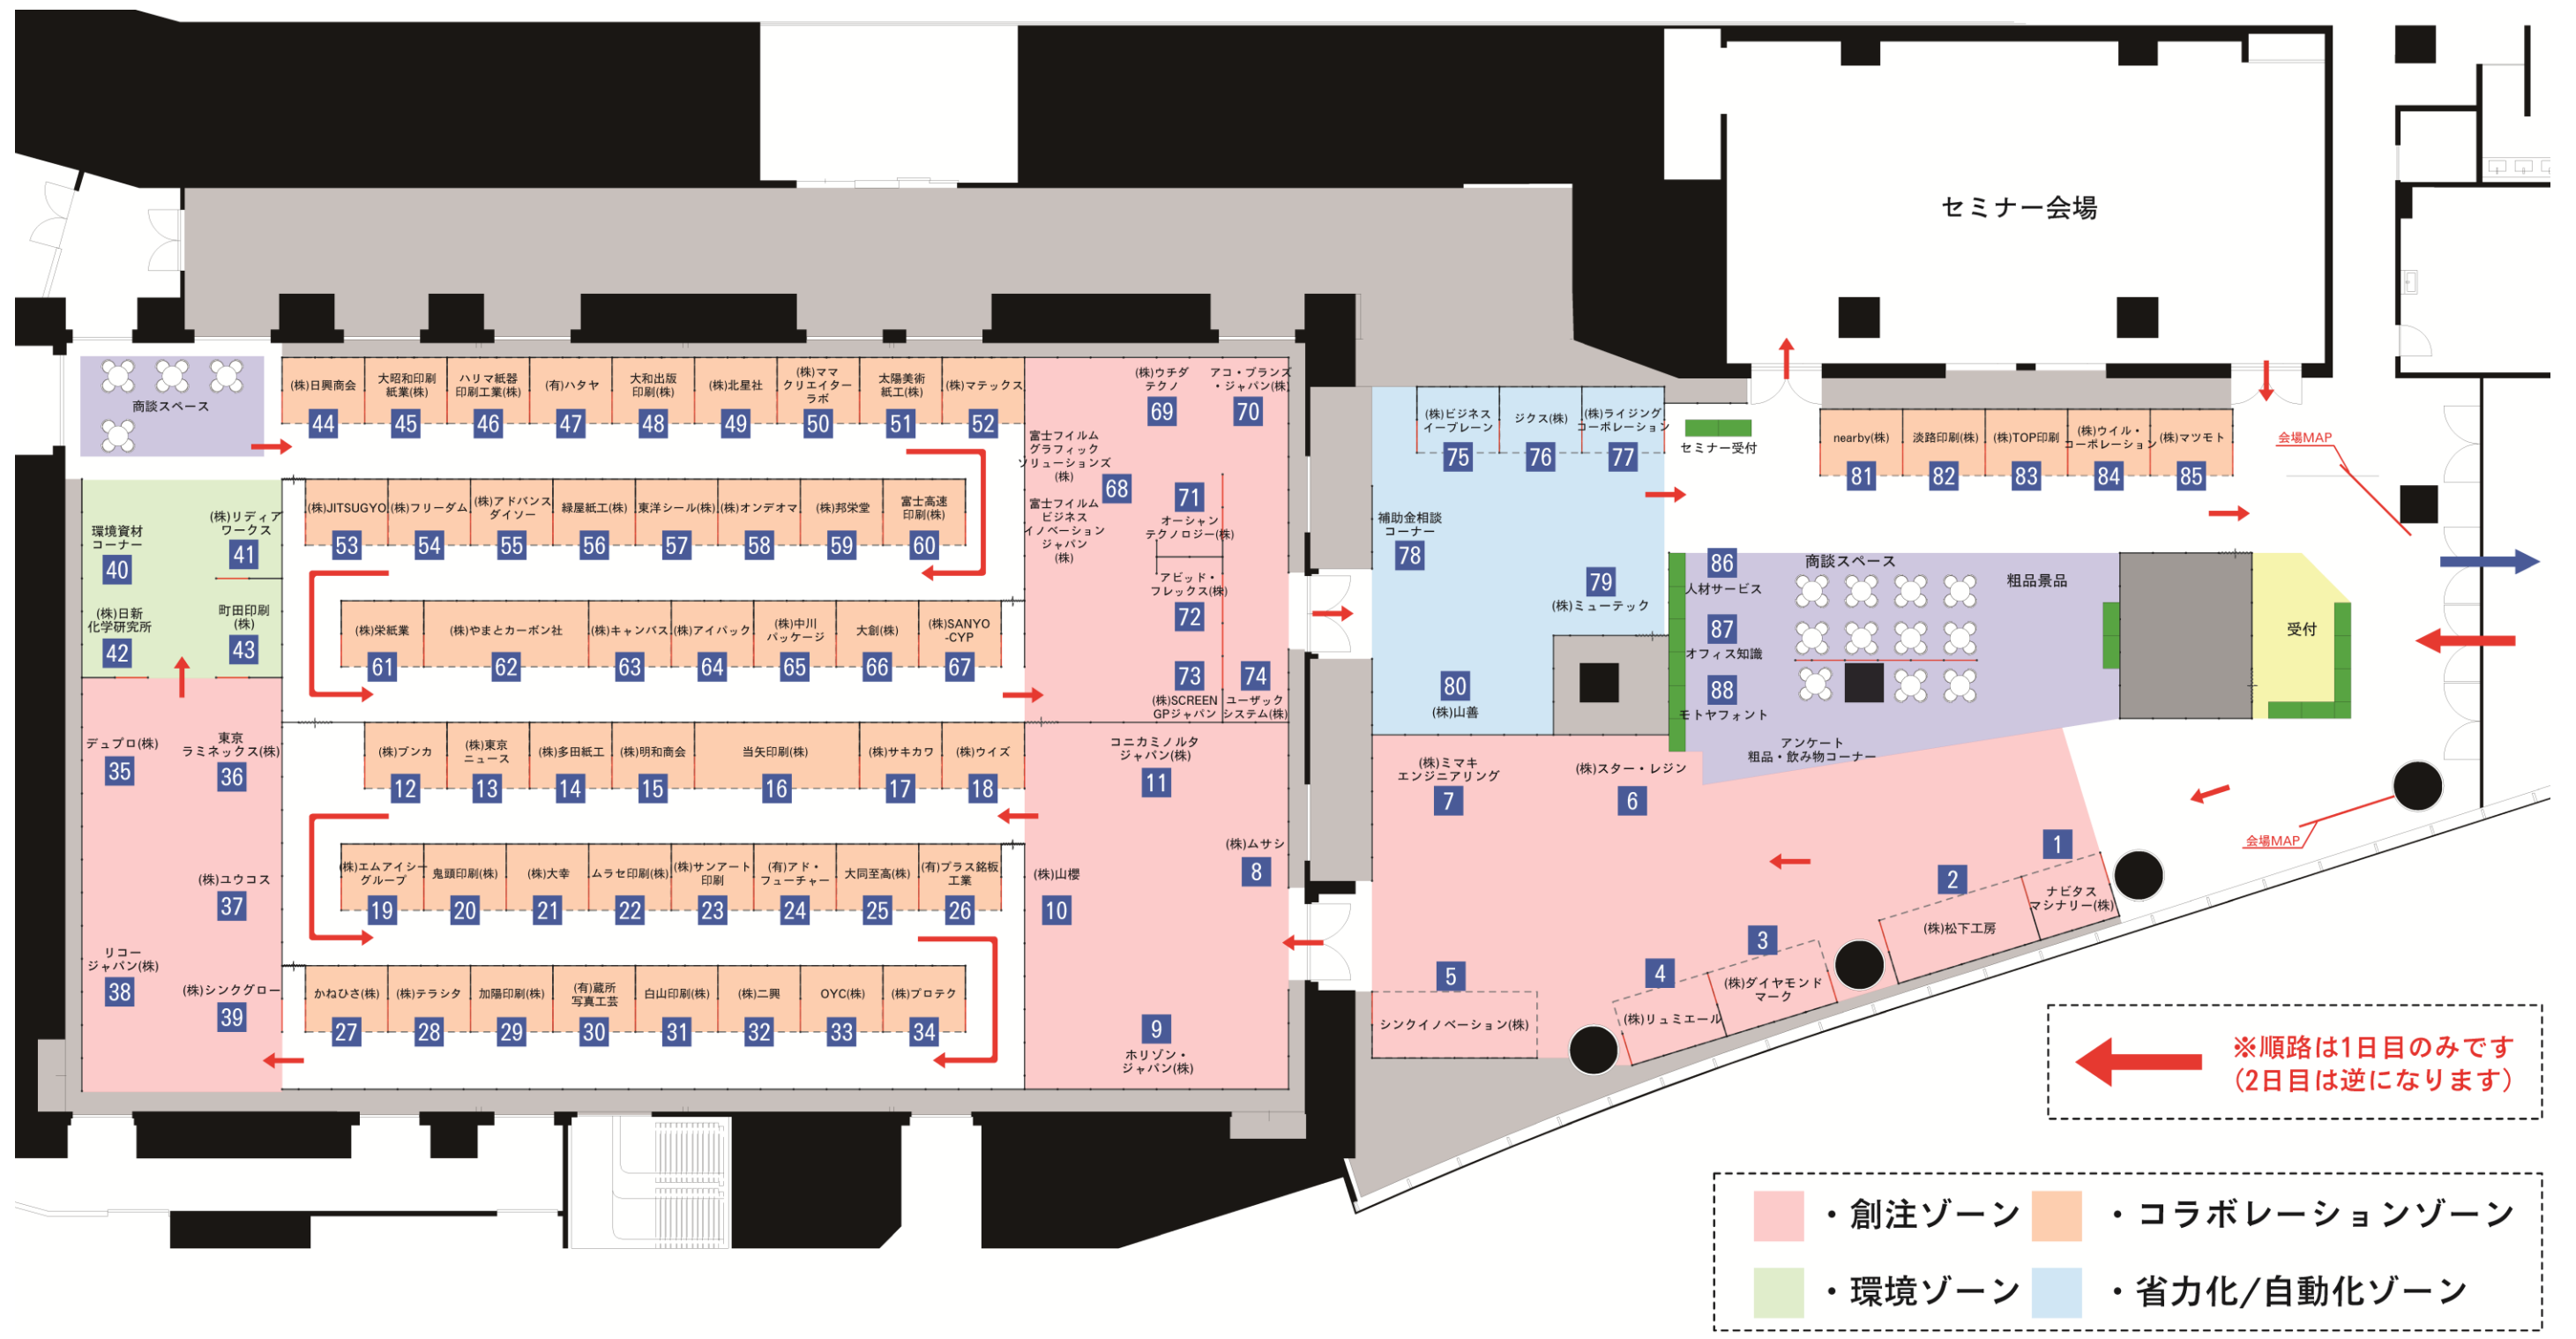 セミナー会場
商談スペース
(株)日興商会
44
大昭和印刷
紙業(株)
45
ハリマ紙器
印刷工業(株)
46
(有)ハタヤ
47
大和出版
印刷(株)
48
(株)北星社
49
(株)ママ
クリエイター
ラボ
50
太陽美術
紙工(株)
51
(株)マテックス
52
(株)ウチダ
テクノ
69
アコ・ブランズ
・ジャパン(株)
70
富士フイルム
グラフィック
ソリューションズ
(株)
68
富士フイルム
ビジネス
イノベーション
ジャパン
(株)
71
オーシャン
テクノロジー(株)
アビッド・
フレックス(株)
72
73
(株)SCREEN
GPジャパン
74
ユーザック
システム(株)
環境資材
コーナー
40
(株)リディア
ワークス
41
(株)日新
化学研究所
42
町田印刷
(株)
43
(株)JITSUGYO
53
(株)フリーダム
54
(株)アドバンス
ダイソー
55
緑屋紙工(株)
56
東洋シール(株)
57
(株)オンデオマ
58
(株)邦栄堂
59
富士高速
印刷(株)
60
(株)栄紙業
61
(株)やまとカーボン社
62
(株)キャンバス
63
(株)アイパック
64
(株)中川
パッケージ
65
大創(株)
66
(株)SANYO
-CYP
67
デュプロ(株)
35
東京
ラミネックス(株)
36
(株)ユウコス
37
リコー
ジャパン(株)
38
(株)シンクグロー
39
(株)ブンカ
12
(株)東京
ニュース
13
(株)多田紙工
14
(株)明和商会
15
当矢印刷(株)
16
(株)サキカワ
17
(株)ウイズ
18
コニカミノルタ
ジャパン(株)
11
(株)ムサシ
8
(株)山櫻
10
9
ホリゾン・
ジャパン(株)
(株)エムアイシー
グループ
19
鬼頭印刷(株)
20
(株)大幸
21
ムラセ印刷(株)
22
(株)サンアート
印刷
23
(有)アド・
フューチャー
24
大同至高(株)
25
(有)プラス銘板
工業
26
かねひさ(株)
27
(株)テラシタ
28
加陽印刷(株)
29
(有)蔵所
写真工芸
30
白山印刷(株)
31
(株)二興
32
OYC(株)
33
(株)プロテク
34
(株)ビジネス
イープレーン
75
ジクス(株)
76
(株)ライジング
コーポレーション
77
セミナー受付
補助金相談
コーナー
78
79
(株)ミューテック
80
(株)山善
nearby(株)
81
淡路印刷(株)
82
(株)TOP印刷
83
(株)ウイル・
コーポレーション
84
(株)マツモト
85
会場MAP
86
人材サービス
87
オフィス知識
88
モトヤフォント
商談スペース
粗品景品
受付
アンケート
粗品・飲み物コーナー
(株)ミマキ
エンジニアリング
7
(株)スター・レジン
6
会場MAP
1
ナビタス
マシナリー(株)
2
(株)松下工房
3
(株)ダイヤモンド
マーク
4
(株)リュミエール
5
シンクイノベーション(株)
※順路は1日目のみです
(2日目は逆になります)
・創注ゾーン
・コラボレーションゾーン
・環境ゾーン
・省力化/自動化ゾーン